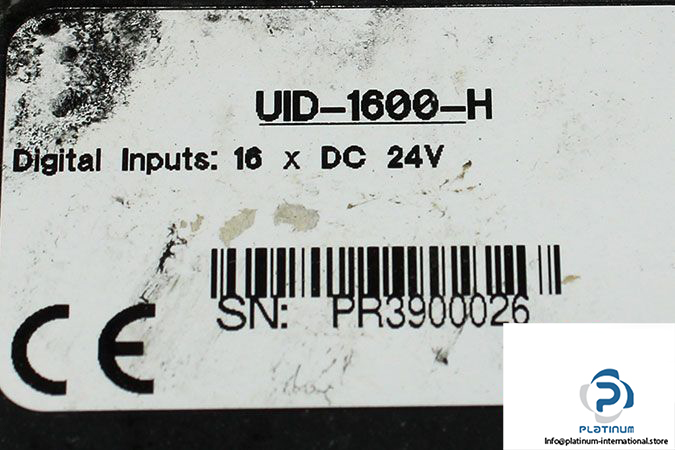 UID-1600-H
Digital Inputs: 16 x DC 24V
SN: PR3900026
CE
PLATINUM
Info@platinum-international.store